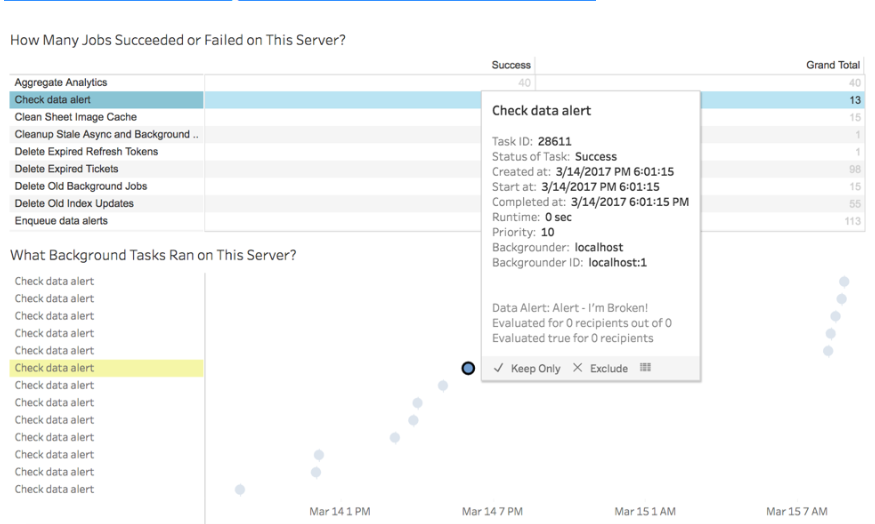 How Many Jobs Succeeded or Failed on This Server?
Success Grand Total
Aggregate Analytics 40 40
Check data alert 13
Clean Sheet Image Cache 15
Cleanup Stale Async and Background .. 1
Delete Expired Refresh Tokens 1
Delete Expired Tickets 98
Delete Old Background Jobs 15
Delete Old Index Updates 55
Enqueue data alerts 113
Check data alert
Task ID: 28611
Status of Task: Success
Created at: 3/14/2017 PM 6:01:15
Start at: 3/14/2017 PM 6:01:15
Completed at: 3/14/2017 6:01:15 PM
Runtime: 0 sec
Priority: 10
Backgrounder: localhost
Backgrounder ID: localhost:1
Data Alert: Alert - I'm Broken!
Evaluated for 0 recipients out of 0
Evaluated true for 0 recipients
Keep Only Exclude
What Background Tasks Ran on This Server?
Check data alert
Check data alert
Check data alert
Check data alert
Check data alert
Check data alert
Check data alert
Check data alert
Check data alert
Check data alert
Check data alert
Check data alert
Check data alert
Mar 14 1 PM Mar 14 7 PM Mar 15 1 AM Mar 15 7 AM